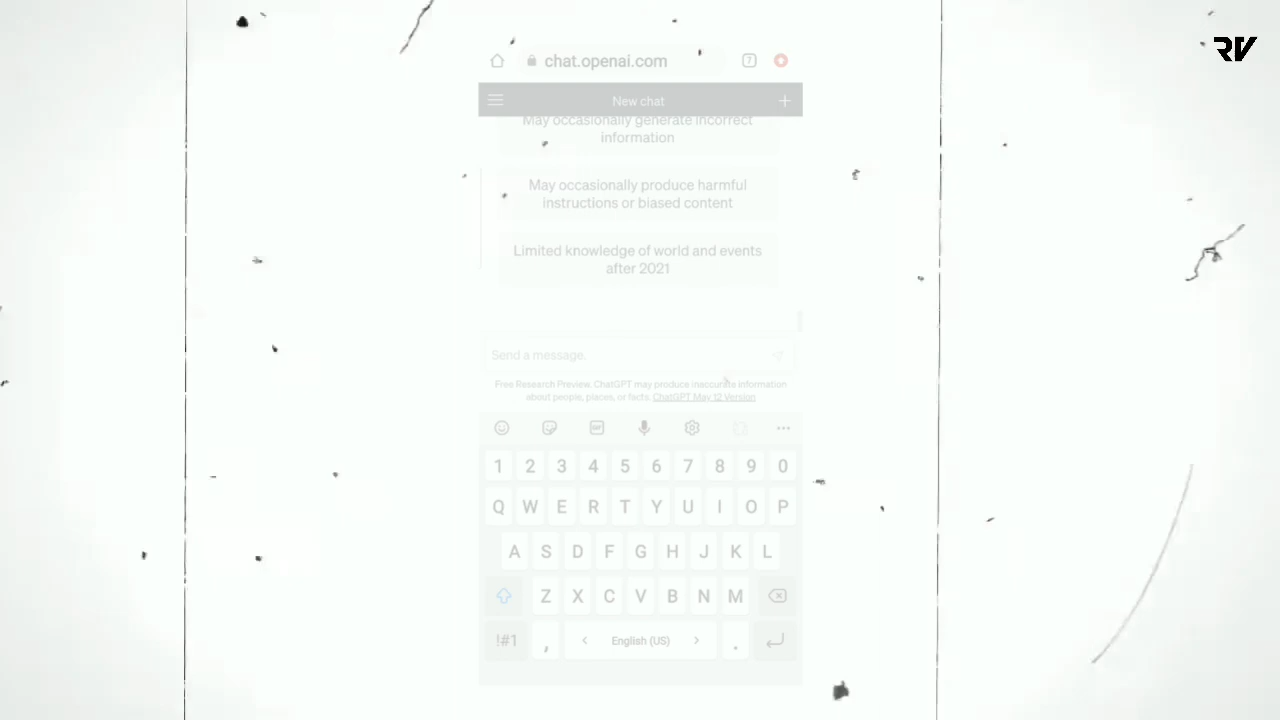 RV
chat.openai.com
7
New chat
May occasionally generate incorrect
information
May occasionally produce harmful
instructions or biased content
Limited knowledge of world and events
after 2021
Send a message.
Free Research Preview. ChatGPT may produce inaccurate information
about people, places, or facts. ChatGPT May 12 Version
GIF
1 2 3 4 5 6 7 8 9 0
Q W E R T Y U I O P
A S D F G H J K L
Z X C V B N M
!#1 , < English (US) > .